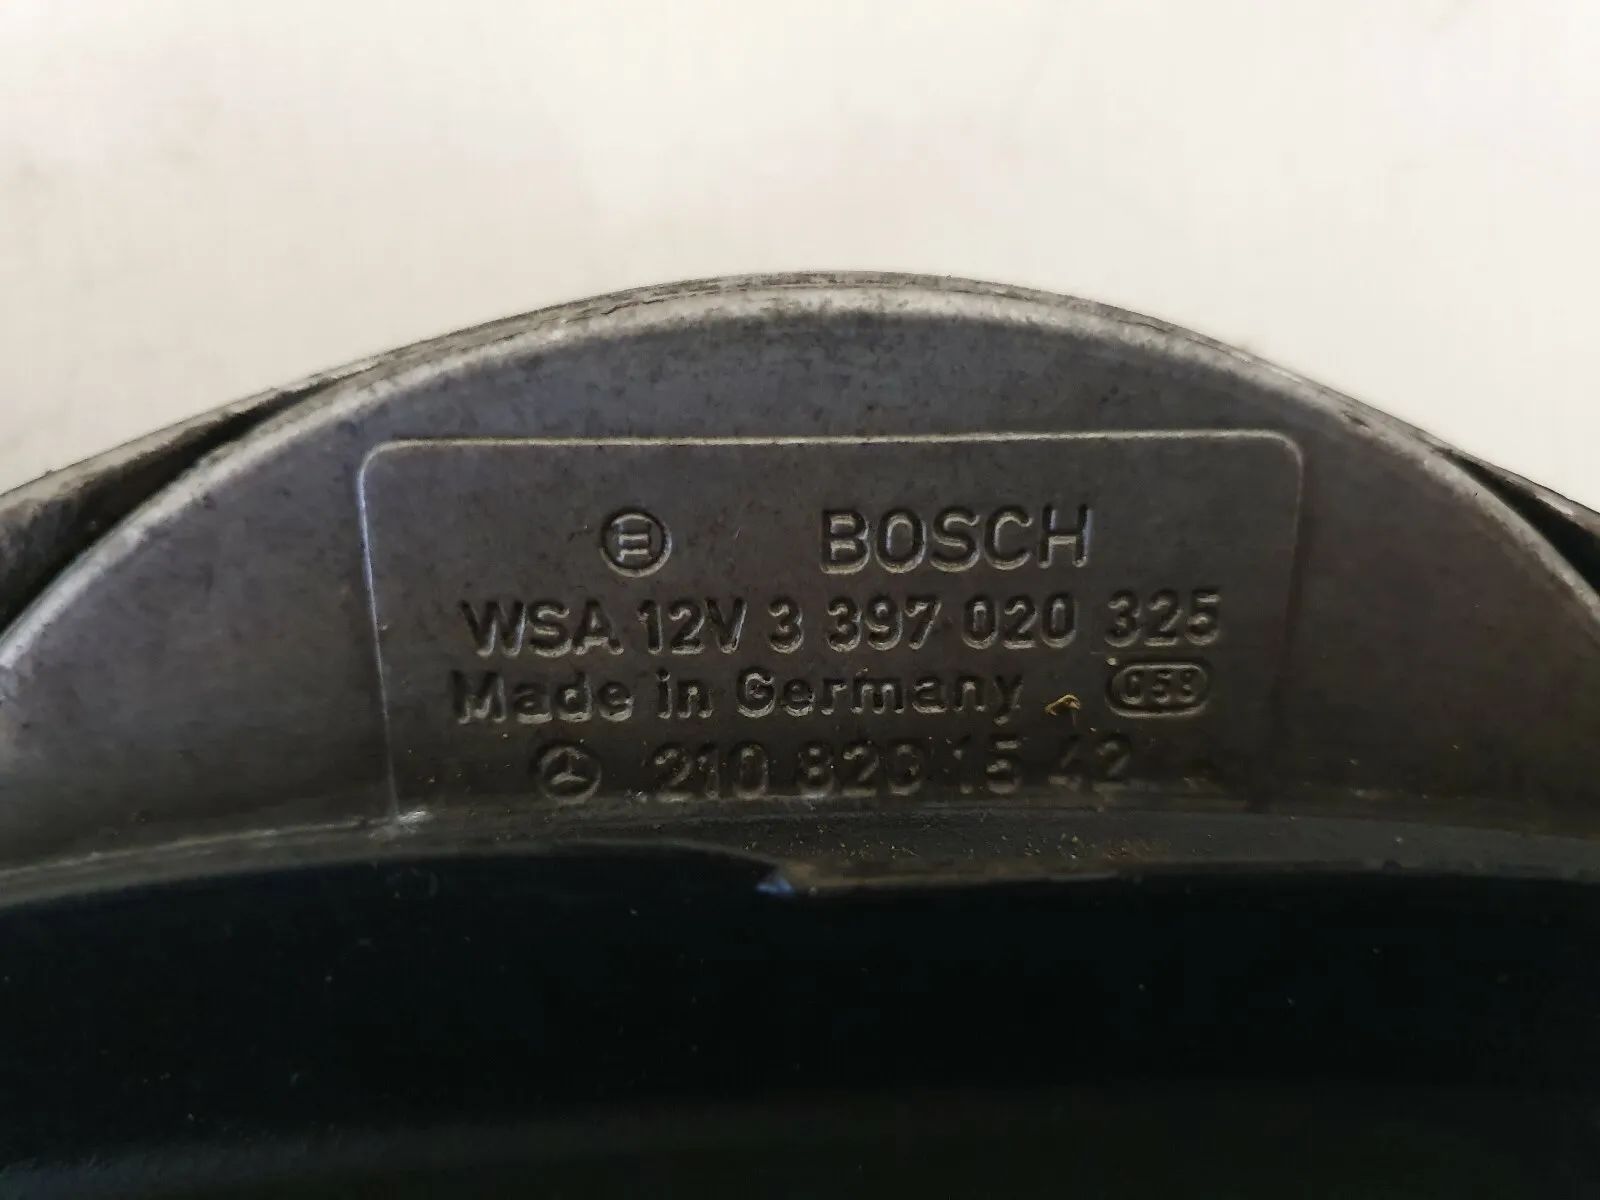 BOSCH
WSA 12V 3 397 020 325
Made in Germany 058
210 820 15 42